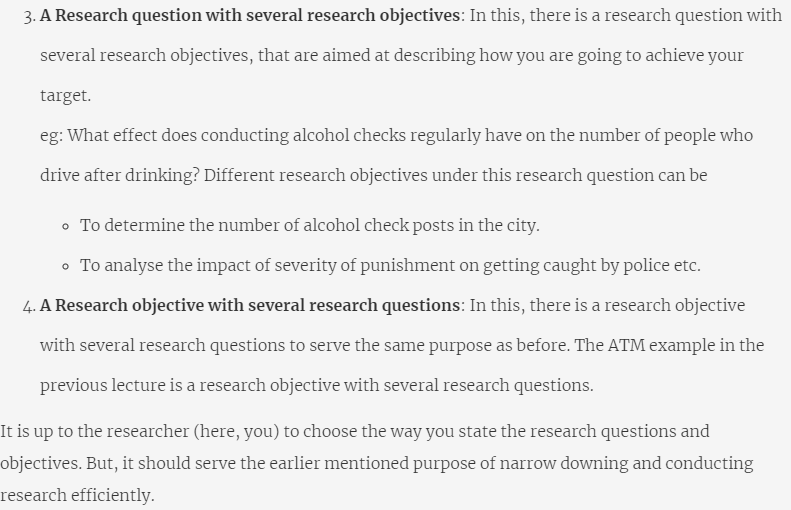 3. A Research question with several research objectives: In this, there is a research question with
several research objectives, that are aimed at describing how you are going to achieve your
target.
eg: What effect does conducting alcohol checks regularly have on the number of people who
drive after drinking? Different research objectives under this research question can be
◦ To determine the number of alcohol check posts in the city.
◦ To analyse the impact of severity of punishment on getting caught by police etc.
4. A Research objective with several research questions: In this, there is a research objective
with several research questions to serve the same purpose as before. The ATM example in the
previous lecture is a research objective with several research questions.
It is up to the researcher (here, you) to choose the way you state the research questions and
objectives. But, it should serve the earlier mentioned purpose of narrow downing and conducting
research efficiently.